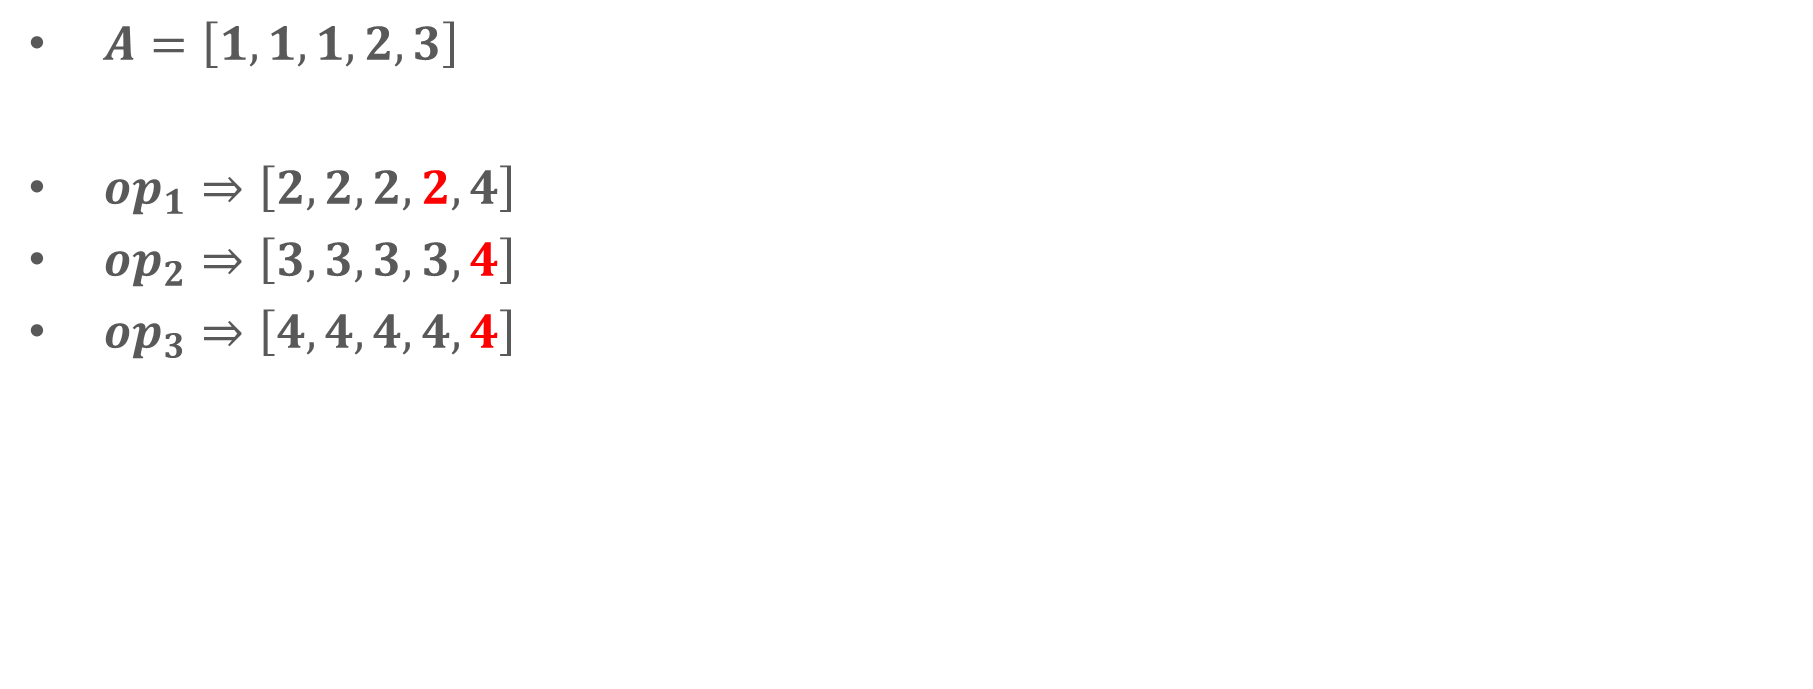 • A = [1, 1, 1, 2, 3]
• op₁ ⇒ [2, 2, 2, 2, 4]
• op₂ ⇒ [3, 3, 3, 3, 4]
• op₃ ⇒ [4, 4, 4, 4, 4]